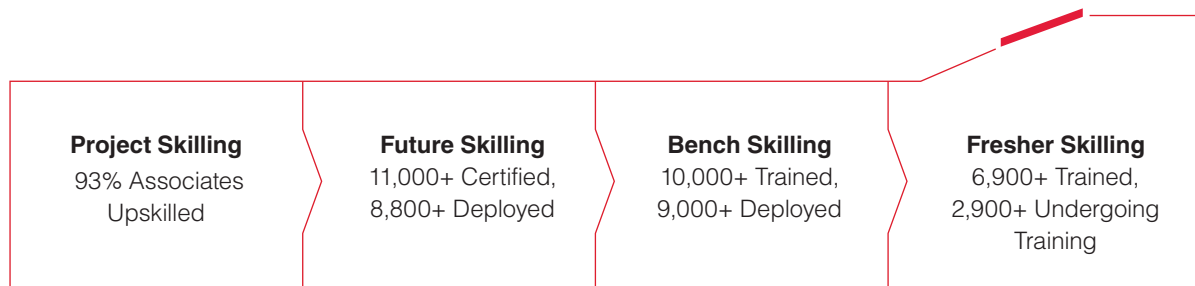 Project Skilling
93% Associates
Upskilled
Future Skilling
11,000+ Certified,
8,800+ Deployed
Bench Skilling
10,000+ Trained,
9,000+ Deployed
Fresher Skilling
6,900+ Trained,
2,900+ Undergoing
Training